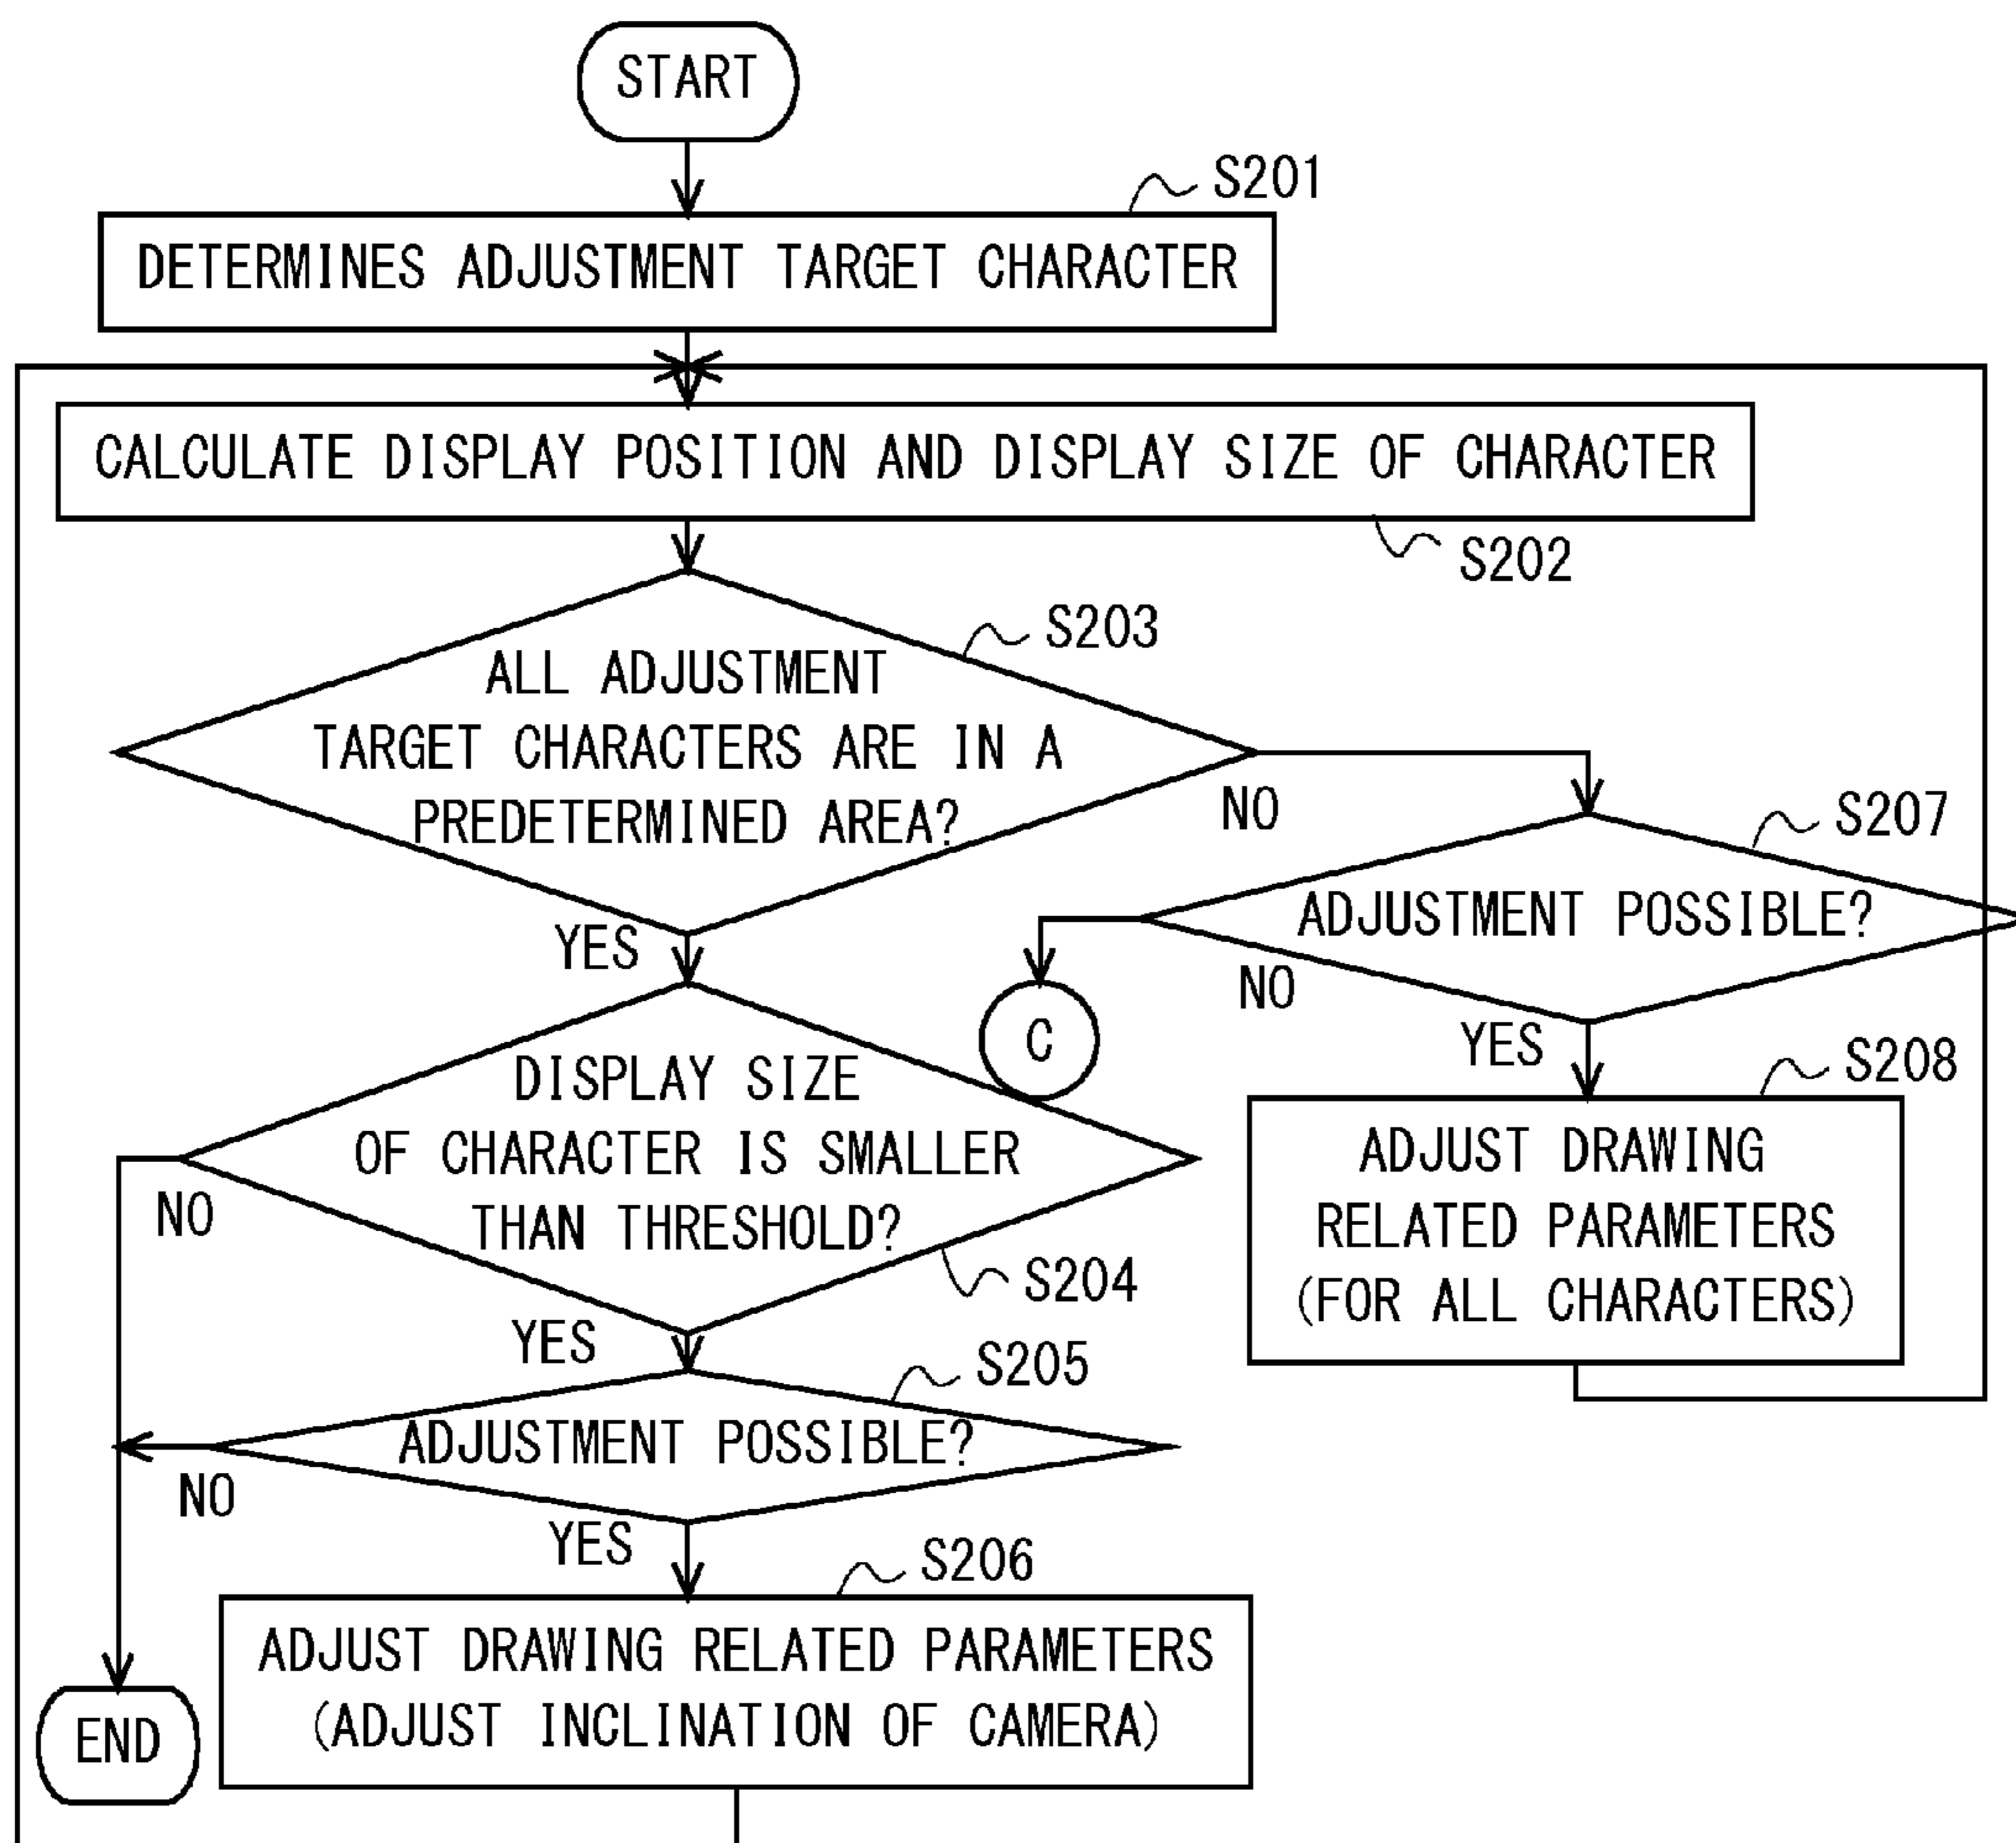 START
S201
DETERMINES ADJUSTMENT TARGET CHARACTER
CALCULATE DISPLAY POSITION AND DISPLAY SIZE OF CHARACTER
S202
S203
ALL ADJUSTMENT
TARGET CHARACTERS ARE IN A
PREDETERMINED AREA?
NO
YES
S207
ADJUSTMENT POSSIBLE?
NO
YES
C
S208
ADJUST DRAWING
RELATED PARAMETERS
(FOR ALL CHARACTERS)
DISPLAY SIZE
OF CHARACTER IS SMALLER
THAN THRESHOLD?
NO
S204
YES
S205
ADJUSTMENT POSSIBLE?
NO
YES
S206
ADJUST DRAWING RELATED PARAMETERS
(ADJUST INCLINATION OF CAMERA)
END